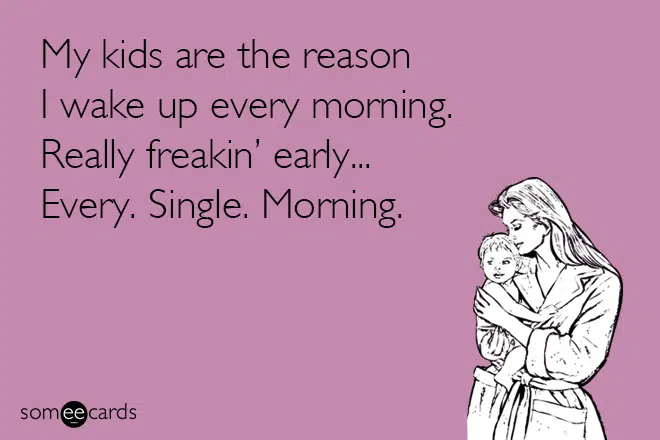 My kids are the reason
I wake up every morning.
Really freakin’ early...
Every. Single. Morning.
someecards